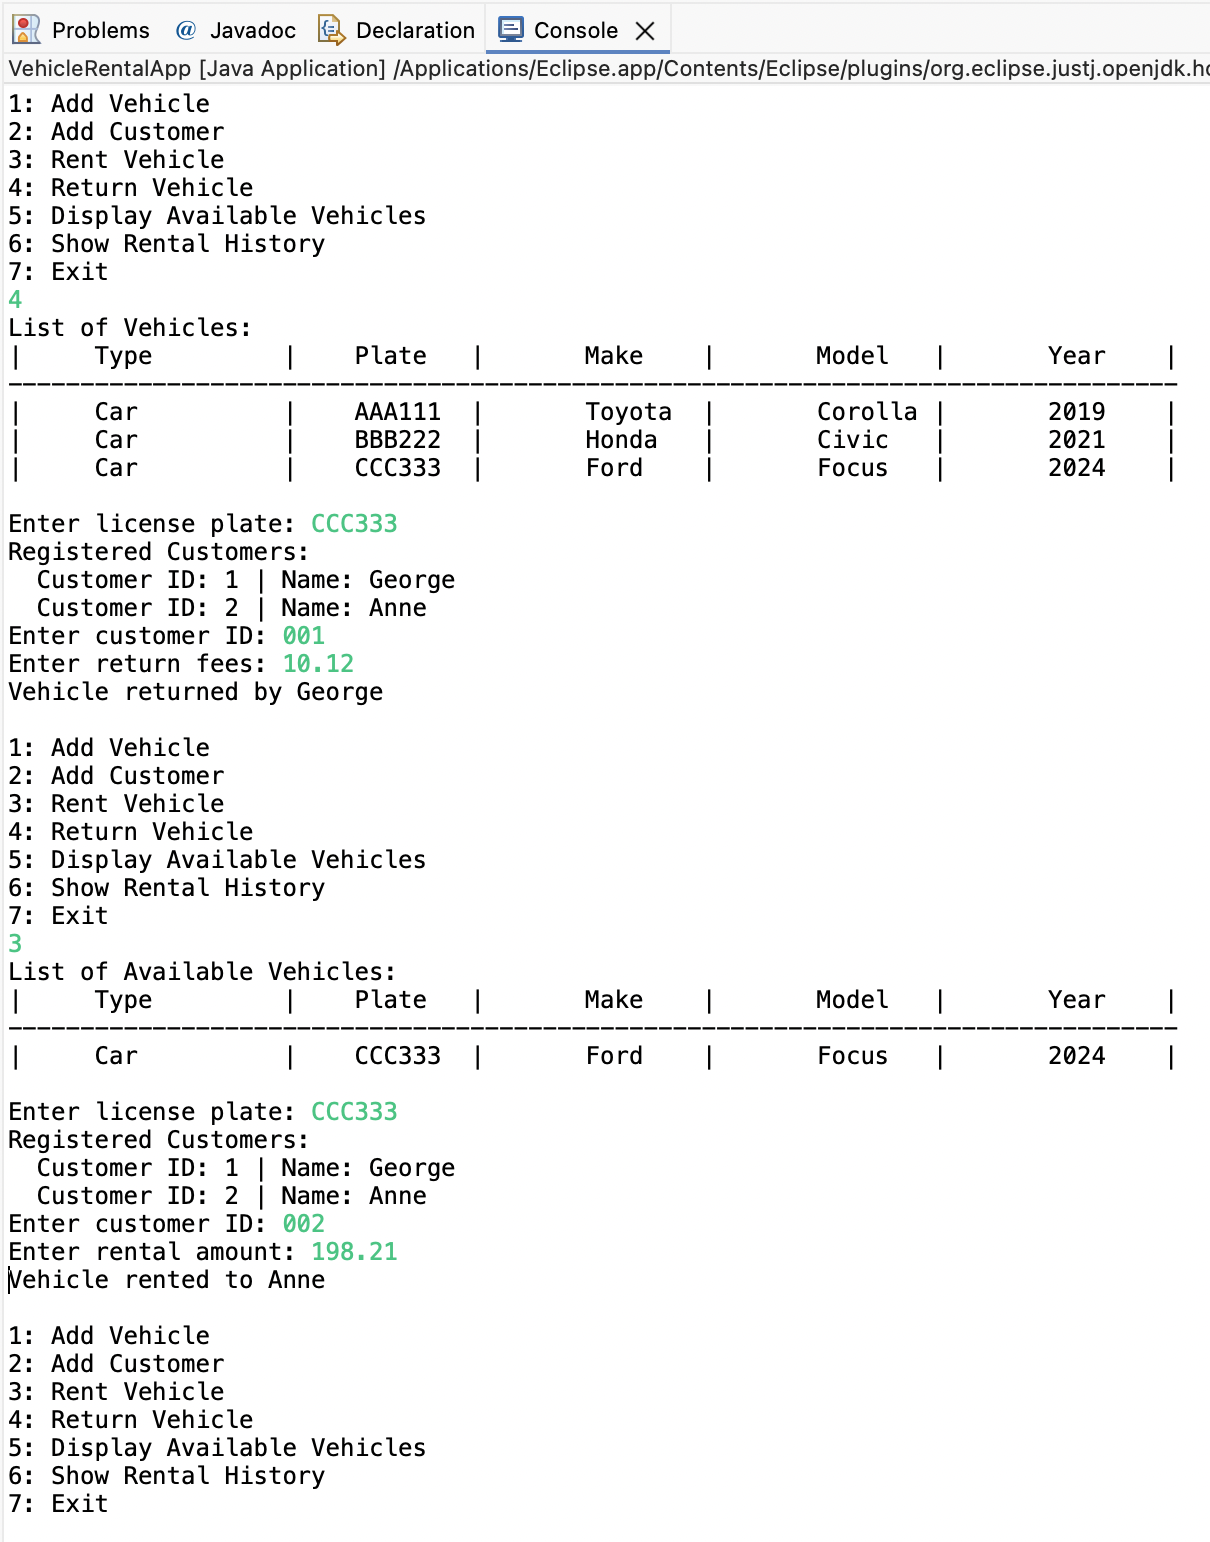 Problems @ Javadoc Declaration Console
VehicleRentalApp [Java Application] /Applications/Eclipse.app/Contents/Eclipse/plugins/org.eclipse.justj.openjdk.ho
1: Add Vehicle
2: Add Customer
3: Rent Vehicle
4: Return Vehicle
5: Display Available Vehicles
6: Show Rental History
7: Exit
4
List of Vehicles:
|     Type         |    Plate   |       Make    |       Model   |       Year    |
---------------------------------------------------------------------------------
|     Car          |    AAA111  |       Toyota  |       Corolla |       2019    |
|     Car          |    BBB222  |       Honda   |       Civic   |       2021    |
|     Car          |    CCC333  |       Ford    |       Focus   |       2024    |
Enter license plate: CCC333
Registered Customers:
  Customer ID: 1 | Name: George
  Customer ID: 2 | Name: Anne
Enter customer ID: 001
Enter return fees: 10.12
Vehicle returned by George
1: Add Vehicle
2: Add Customer
3: Rent Vehicle
4: Return Vehicle
5: Display Available Vehicles
6: Show Rental History
7: Exit
3
List of Available Vehicles:
|     Type         |    Plate   |       Make    |       Model   |       Year    |
---------------------------------------------------------------------------------
|     Car          |    CCC333  |       Ford    |       Focus   |       2024    |
Enter license plate: CCC333
Registered Customers:
  Customer ID: 1 | Name: George
  Customer ID: 2 | Name: Anne
Enter customer ID: 002
Enter rental amount: 198.21
Vehicle rented to Anne
1: Add Vehicle
2: Add Customer
3: Rent Vehicle
4: Return Vehicle
5: Display Available Vehicles
6: Show Rental History
7: Exit